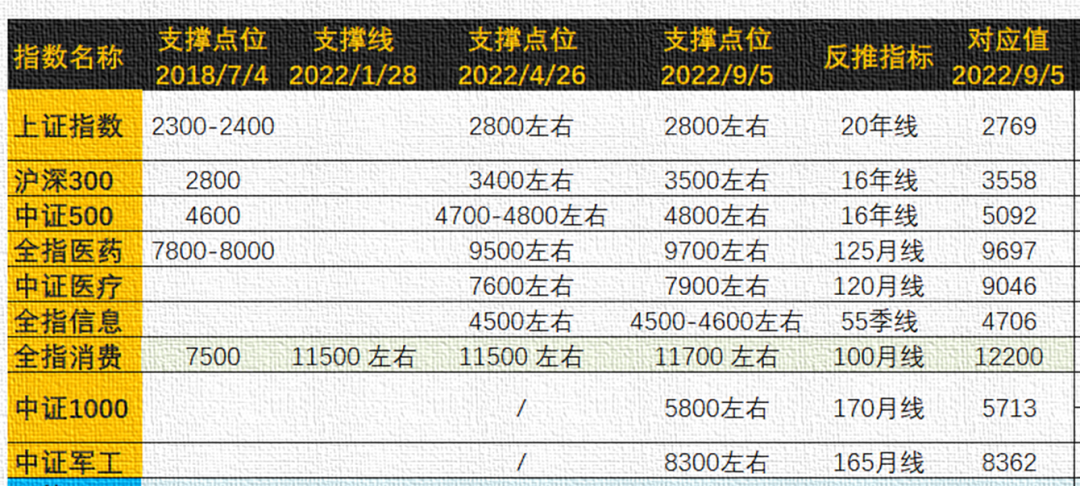 指数名称 支撑点位 2018/7/4 支撑线 2022/1/28 支撑点位 2022/4/26 支撑点位 2022/9/5 反推指标 对应值 2022/9/5
上证指数 2300-2400 2800左右 2800左右 20年线 2769
沪深300 2800 3400左右 3500左右 16年线 3558
中证500 4600 4700-4800左右 4800左右 16年线 5092
全指医药 7800-8000 9500左右 9700左右 125月线 9697
中证医疗 7600左右 7900左右 120月线 9046
全指信息 4500左右 4500-4600左右 55季线 4706
全指消费 7500 11500 左右 11500 左右 11700 左右 100月线 12200
中证1000 / 5800左右 170月线 5713
中证军工 / 8300左右 165月线 8362